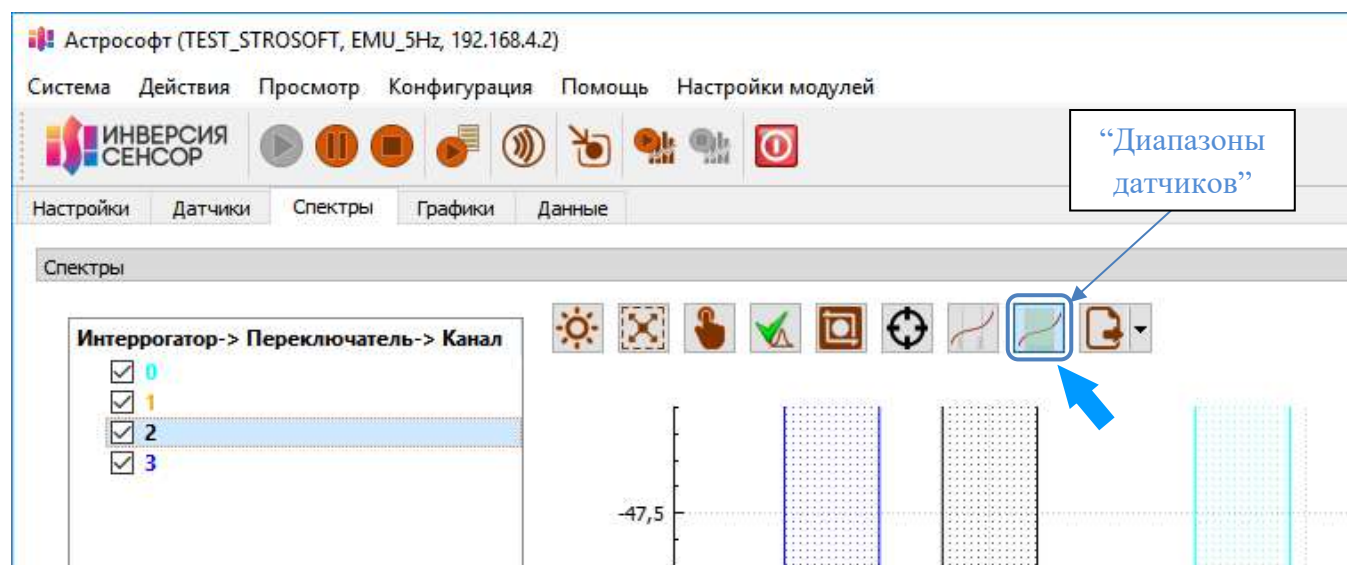 Астрософт (TEST_STROSOFT, EMU_5Hz, 192.168.4.2)
Система Действия Просмотр Конфигурация Помощь Настройки модулей
ИНВЕРСИЯ
СЕНСОР
“Диапазоны
датчиков”
Настройки Датчики Спектры Графики Данные
Спектры
Интеррогатор-> Переключатель-> Канал
0
1
2
3
-47,5